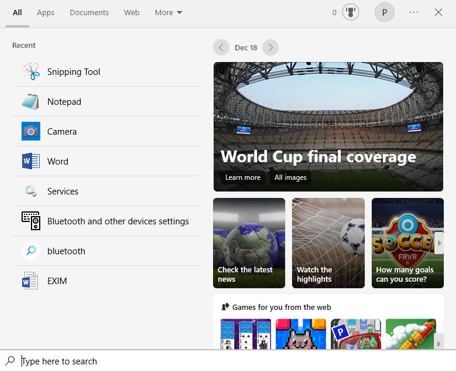 All Apps Documents Web More
0 P
Recent
Dec 18
Snipping Tool
Notepad
Camera
Word
Services
Bluetooth and other devices settings
bluetooth
EXIM
World Cup final coverage
Learn more All images
Check the latest
news
Watch the
highlights
SOCCER
FRVR
How many goals
can you score?
Games for you from the web
P
Type here to search